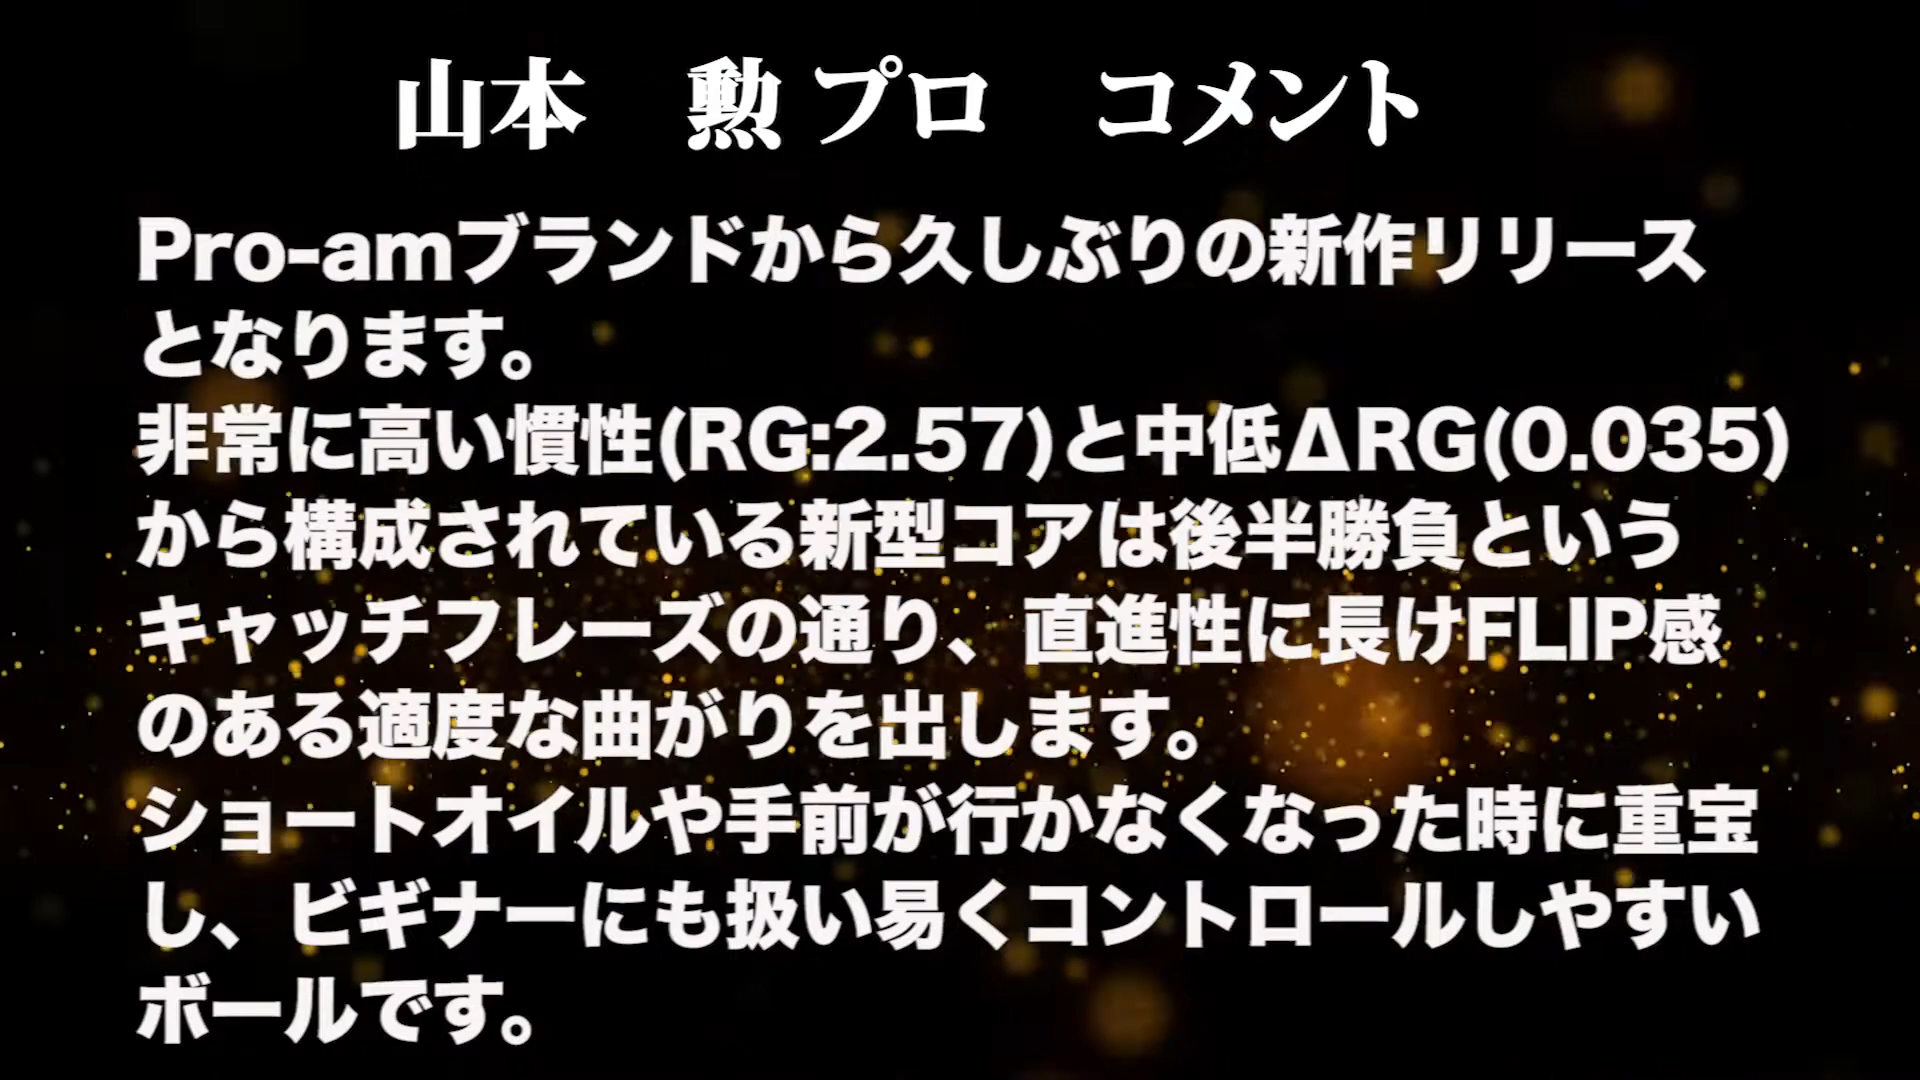 山本　勲プロ　コメント
Pro-amブランドから久しぶりの新作リリース
となります。
非常に高い慣性(RG:2.57)と中低ΔRG(0.035)
から構成されている新型コアは後半勝負という
キャッチフレーズの通り、直進性に長けFLIP感
のある適度な曲がりを出します。
ショートオイルや手前が行かなくなった時に重宝
し、ビギナーにも扱い易くコントロールしやすい
ボールです。